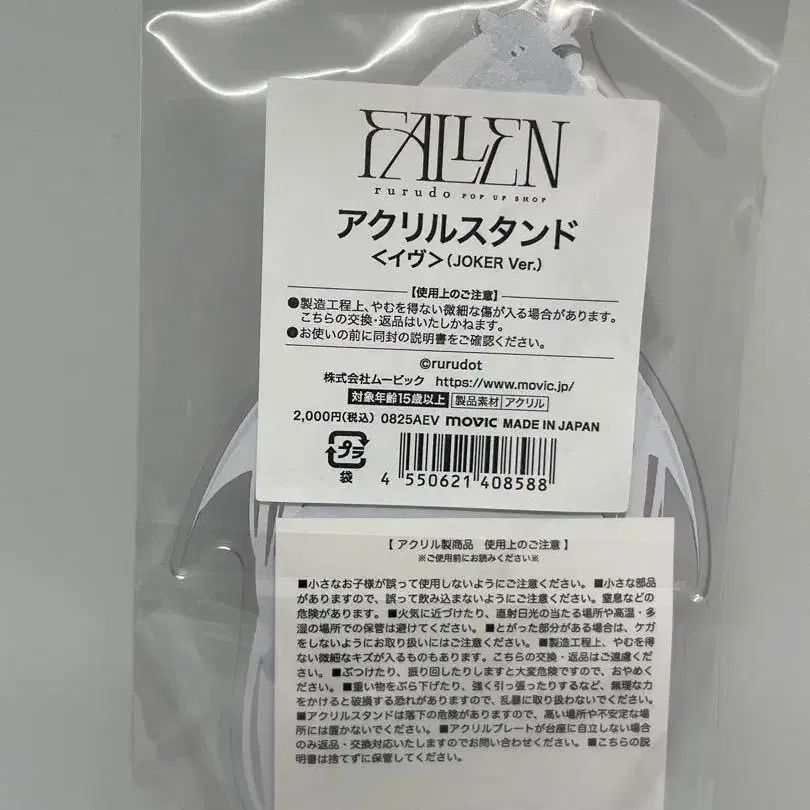 FALLEN
rurudo POP UP SHOP
アクリルスタンド
<イヴ>(JOKER Ver.)
【使用上のご注意】
●製造工程上、やむを得ない微細な傷が入る場合があります。
こちらの交換・返品はいたしかねます。
●お使いの前に同封の説明書をご確認ください。
©rurudot
株式会社ムービック https://www.movic.jp/
対象年齢15歳以上 製品素材 アクリル
2,000円(税込) 0825AEV movic MADE IN JAPAN
プラ
袋
4 550621 408588
【 アクリル製商品 使用上のご注意 】
※ご使用前にお読みください※
■小さなお子様が誤って使用しないようにご注意ください。 ■小さな部品
がありますので、誤って飲み込まないようにご注意ください。窒息などの
危険があります。 ■火気に近づけたり、直射日光の当たる場所や高温・多
湿の場所での保管は避けてください。 ■とがった部分がある場合は、ケガ
をしないようにお取り扱いにはご注意ください。 ■製造工程上、やむを得
ない微細なキズが入るものもあります。こちらの交換・返品はご遠慮くだ
さい。 ■ぶつけたり、振り回したりしますと大変危険ですので、おやめく
ださい。 ■重い物をぶら下げたり、強く引っ張ったりするなど、無理な力
をかけると破損する恐れがありますので、乱暴に取り扱わないでください。
■アクリルスタンドは落下の危険がありますので、高い場所や不安定な場
所には置かないでください。 ■アクリルプレートが台座に自立しない場合
のみ返品・交換対応いたしますのでお問い合わせください。 ■こちらの説
明書は捨てずに保管してください。